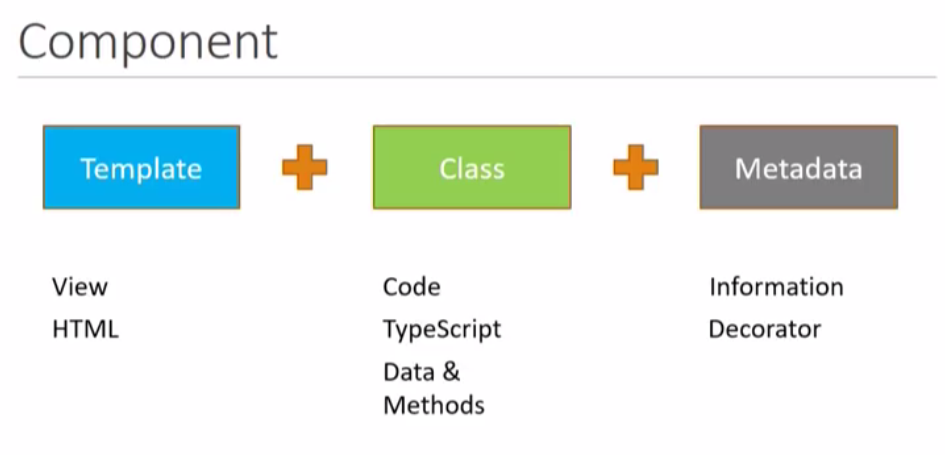 Component
Template
Class
Metadata
View
HTML
Code
TypeScript
Data &
Methods
Information
Decorator